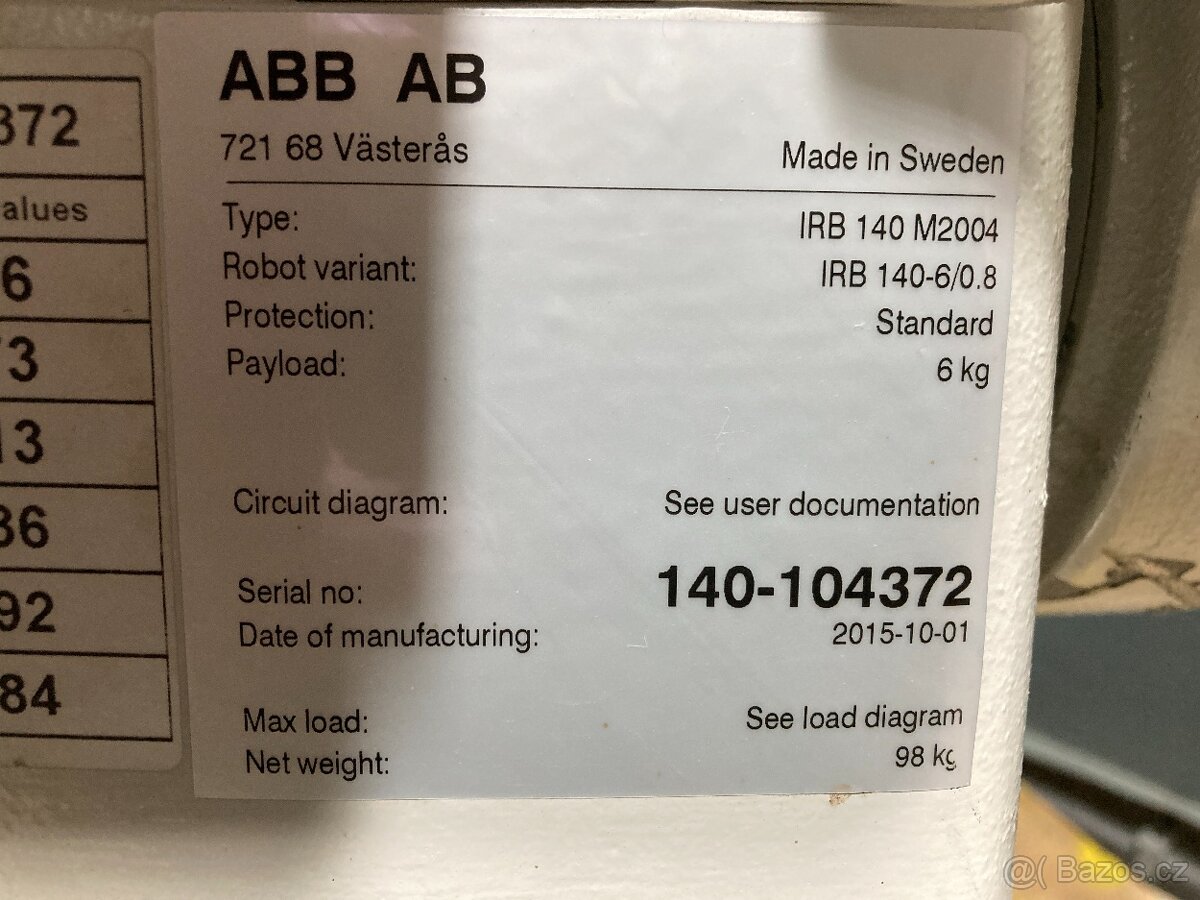 372
alues
6
73
13
36
92
84
ABB AB
721 68 Västerås
Made in Sweden
Type: IRB 140 M2004
Robot variant: IRB 140-6/0.8
Protection: Standard
Payload: 6 kg
Circuit diagram: See user documentation
Serial no: 140-104372
Date of manufacturing: 2015-10-01
Max load: See load diagram
Net weight: 98 kg
@( Bazos.cz